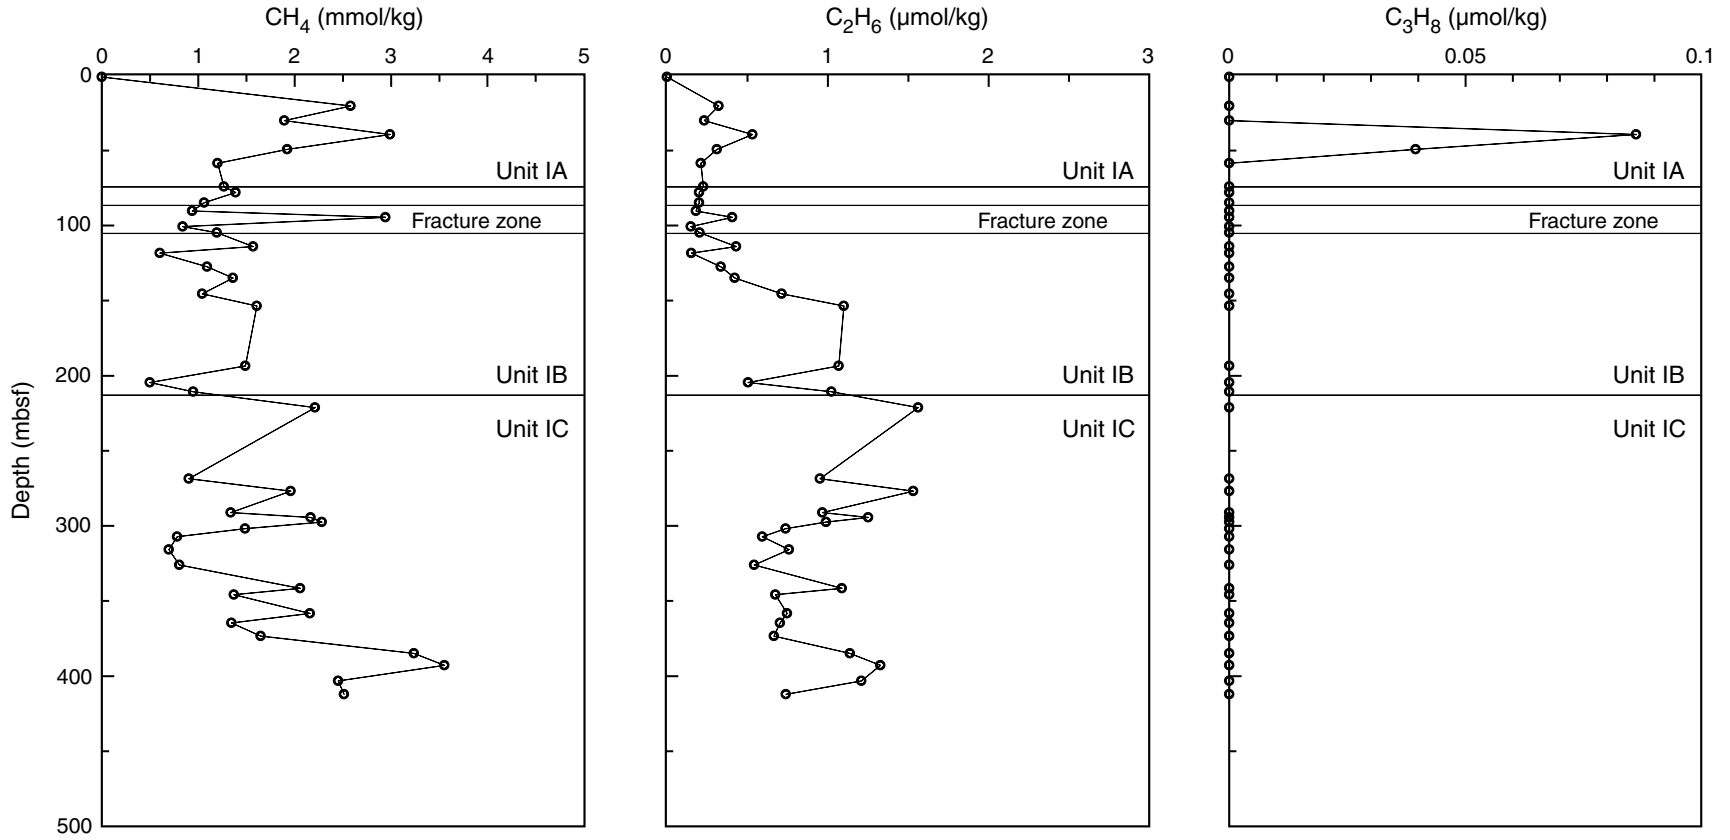 CH4 (mmol/kg)
C2H6 (µmol/kg)
C3H8 (µmol/kg)
0 1 2 3 4 5
0 1 2 3
0 0.05 0.1
0
100
200
300
400
500
Depth (mbsf)
Unit IA
Unit IA
Unit IA
Fracture zone
Fracture zone
Fracture zone
Unit IB
Unit IB
Unit IB
Unit IC
Unit IC
Unit IC